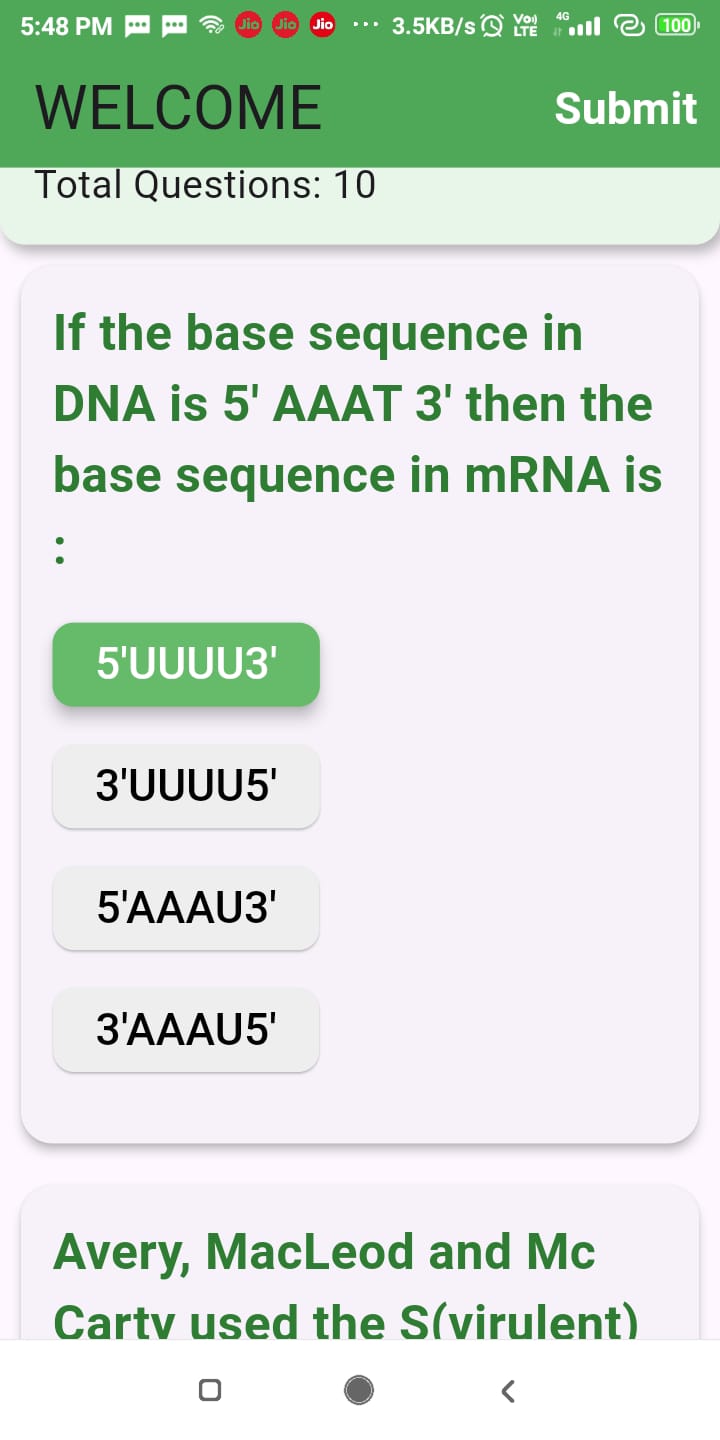 5:48 PM Jio Jio Jio ... 3.5KB/s Vo) LTE 4G 100
WELCOME Submit
Total Questions: 10
If the base sequence in
DNA is 5' AAAT 3' then the
base sequence in mRNA is
:
5'UUUU3'
3'UUUU5'
5'AAAU3'
3'AAAU5'
Avery, MacLeod and Mc
Carty used the S(virulent)